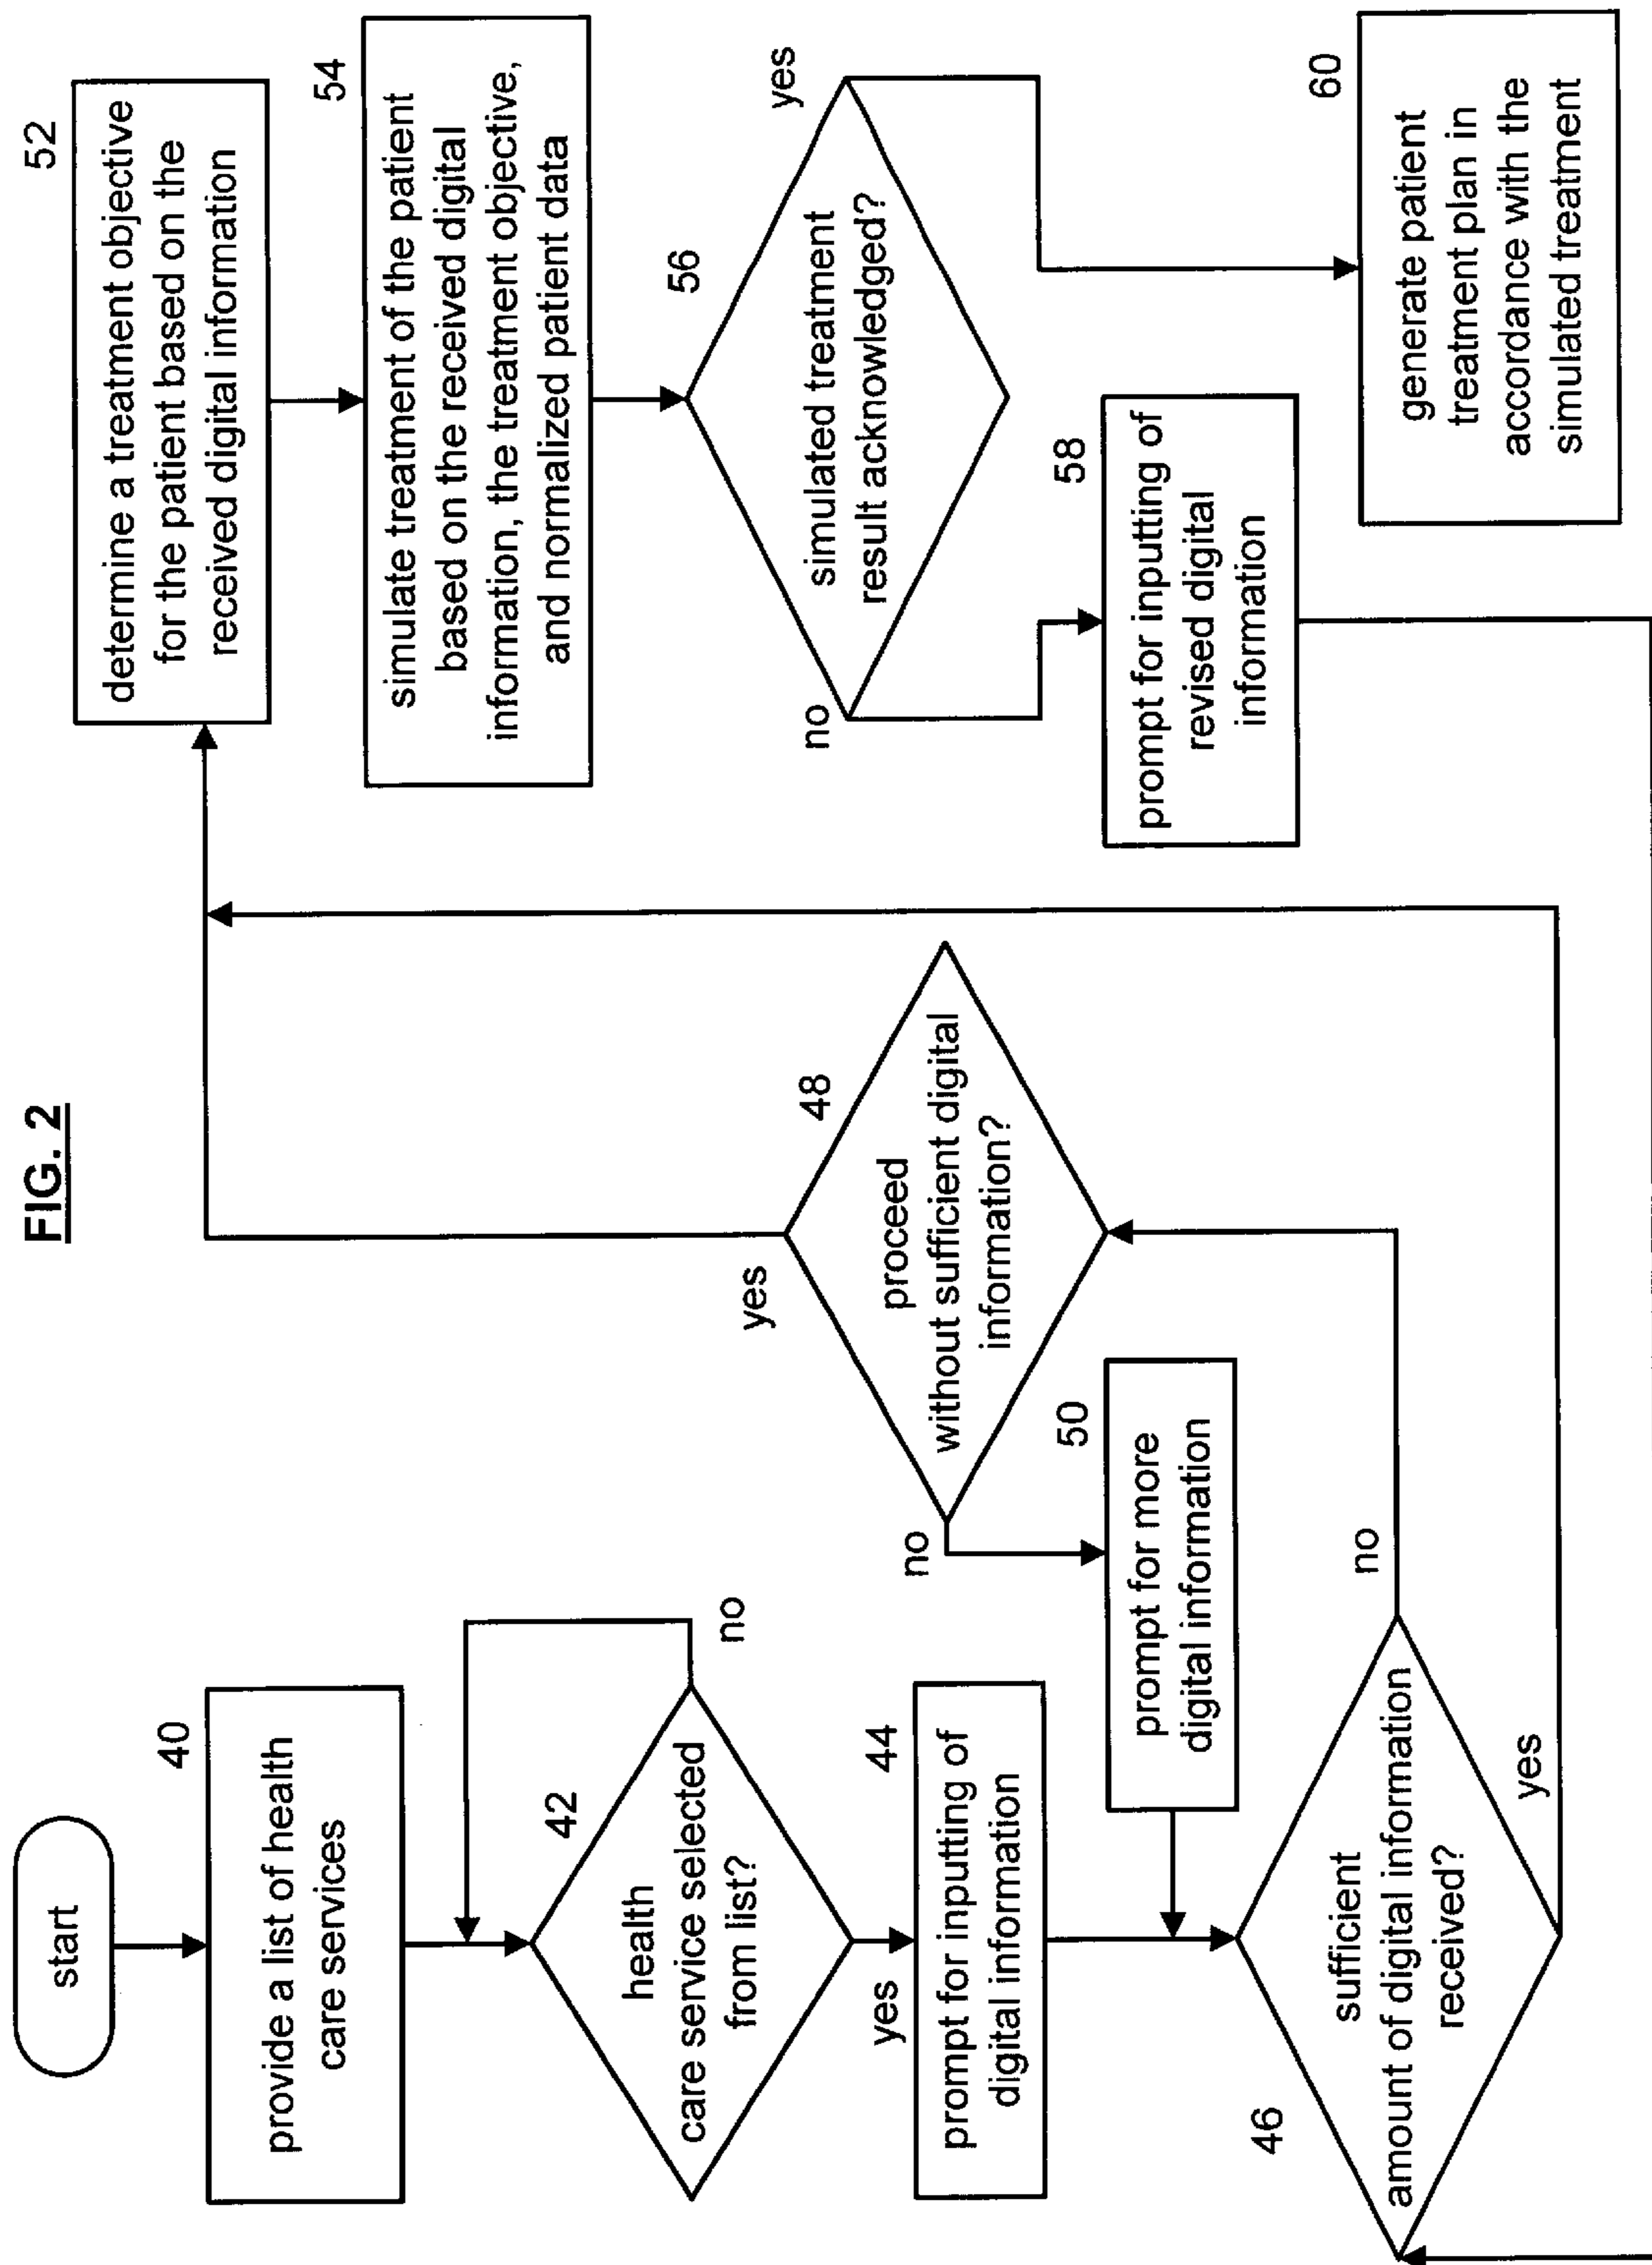 FIG. 2
start
40
provide a list of health
care services
42
health
care service selected
from list?
no
yes
44
prompt for inputting of
digital information
46
sufficient
amount of digital information
received?
no
yes
48
proceed
without sufficient digital
information?
yes
no
50
prompt for more
digital information
52
determine a treatment objective
for the patient based on the
received digital information
54
simulate treatment of the patient
based on the received digital
information, the treatment objective,
and normalized patient data
56
simulated treatment
result acknowledged?
no
yes
58
prompt for inputting of
revised digital
information
60
generate patient
treatment plan in
accordance with the
simulated treatment